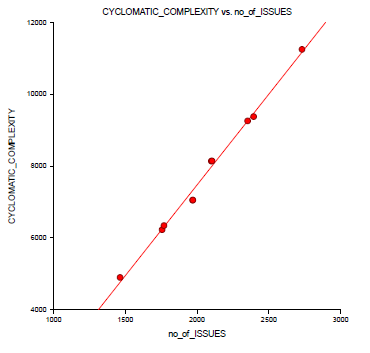 CYCLOMATIC_COMPLEXITY vs. no_of_ISSUES
12000
10000
8000
6000
4000
CYCLOMATIC_COMPLEXITY
1000 1500 2000 2500 3000
no_of_ISSUES